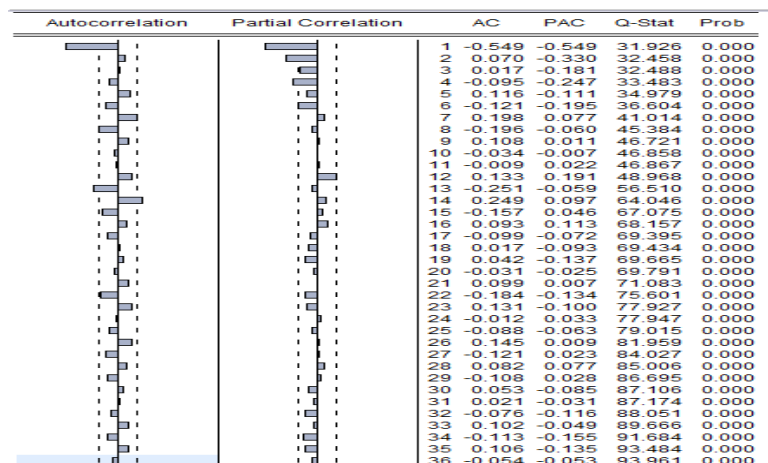 Autocorrelation Partial Correlation AC PAC Q-Stat Prob
1 -0.549 -0.549 31.926 0.000
2 0.070 -0.330 32.458 0.000
3 0.017 -0.181 32.488 0.000
4 -0.095 -0.247 33.483 0.000
5 0.116 -0.111 34.979 0.000
6 -0.121 -0.195 36.604 0.000
7 0.198 0.077 41.014 0.000
8 -0.196 -0.060 45.384 0.000
9 0.108 0.011 46.721 0.000
10 -0.034 -0.007 46.858 0.000
11 -0.009 0.022 46.867 0.000
12 0.133 0.191 48.968 0.000
13 -0.251 -0.059 56.510 0.000
14 0.249 0.097 64.046 0.000
15 -0.157 0.046 67.075 0.000
16 0.093 0.113 68.157 0.000
17 -0.099 -0.072 69.395 0.000
18 0.017 -0.093 69.434 0.000
19 0.042 -0.137 69.665 0.000
20 -0.031 -0.025 69.791 0.000
21 0.099 0.007 71.083 0.000
22 -0.184 -0.134 75.601 0.000
23 0.131 -0.100 77.927 0.000
24 -0.012 0.033 77.947 0.000
25 -0.088 -0.063 79.015 0.000
26 0.145 0.009 81.959 0.000
27 -0.121 0.023 84.027 0.000
28 0.082 0.077 85.006 0.000
29 -0.108 0.028 86.695 0.000
30 0.053 -0.085 87.106 0.000
31 0.021 -0.031 87.174 0.000
32 -0.076 -0.116 88.051 0.000
33 0.102 -0.049 89.666 0.000
34 -0.113 -0.155 91.684 0.000
35 0.106 -0.135 93.484 0.000
36 -0.054 -0.053 93.961 0.000